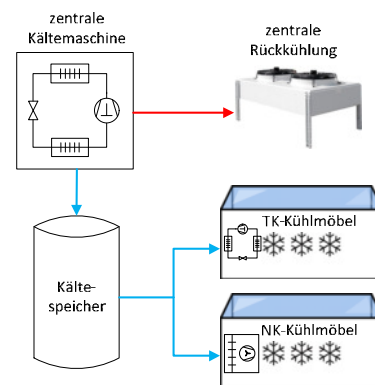 zentrale
Kältemaschine
zentrale
Rückkühlung
TK-Kühlmöbel
Kälte-
speicher
NK-Kühlmöbel